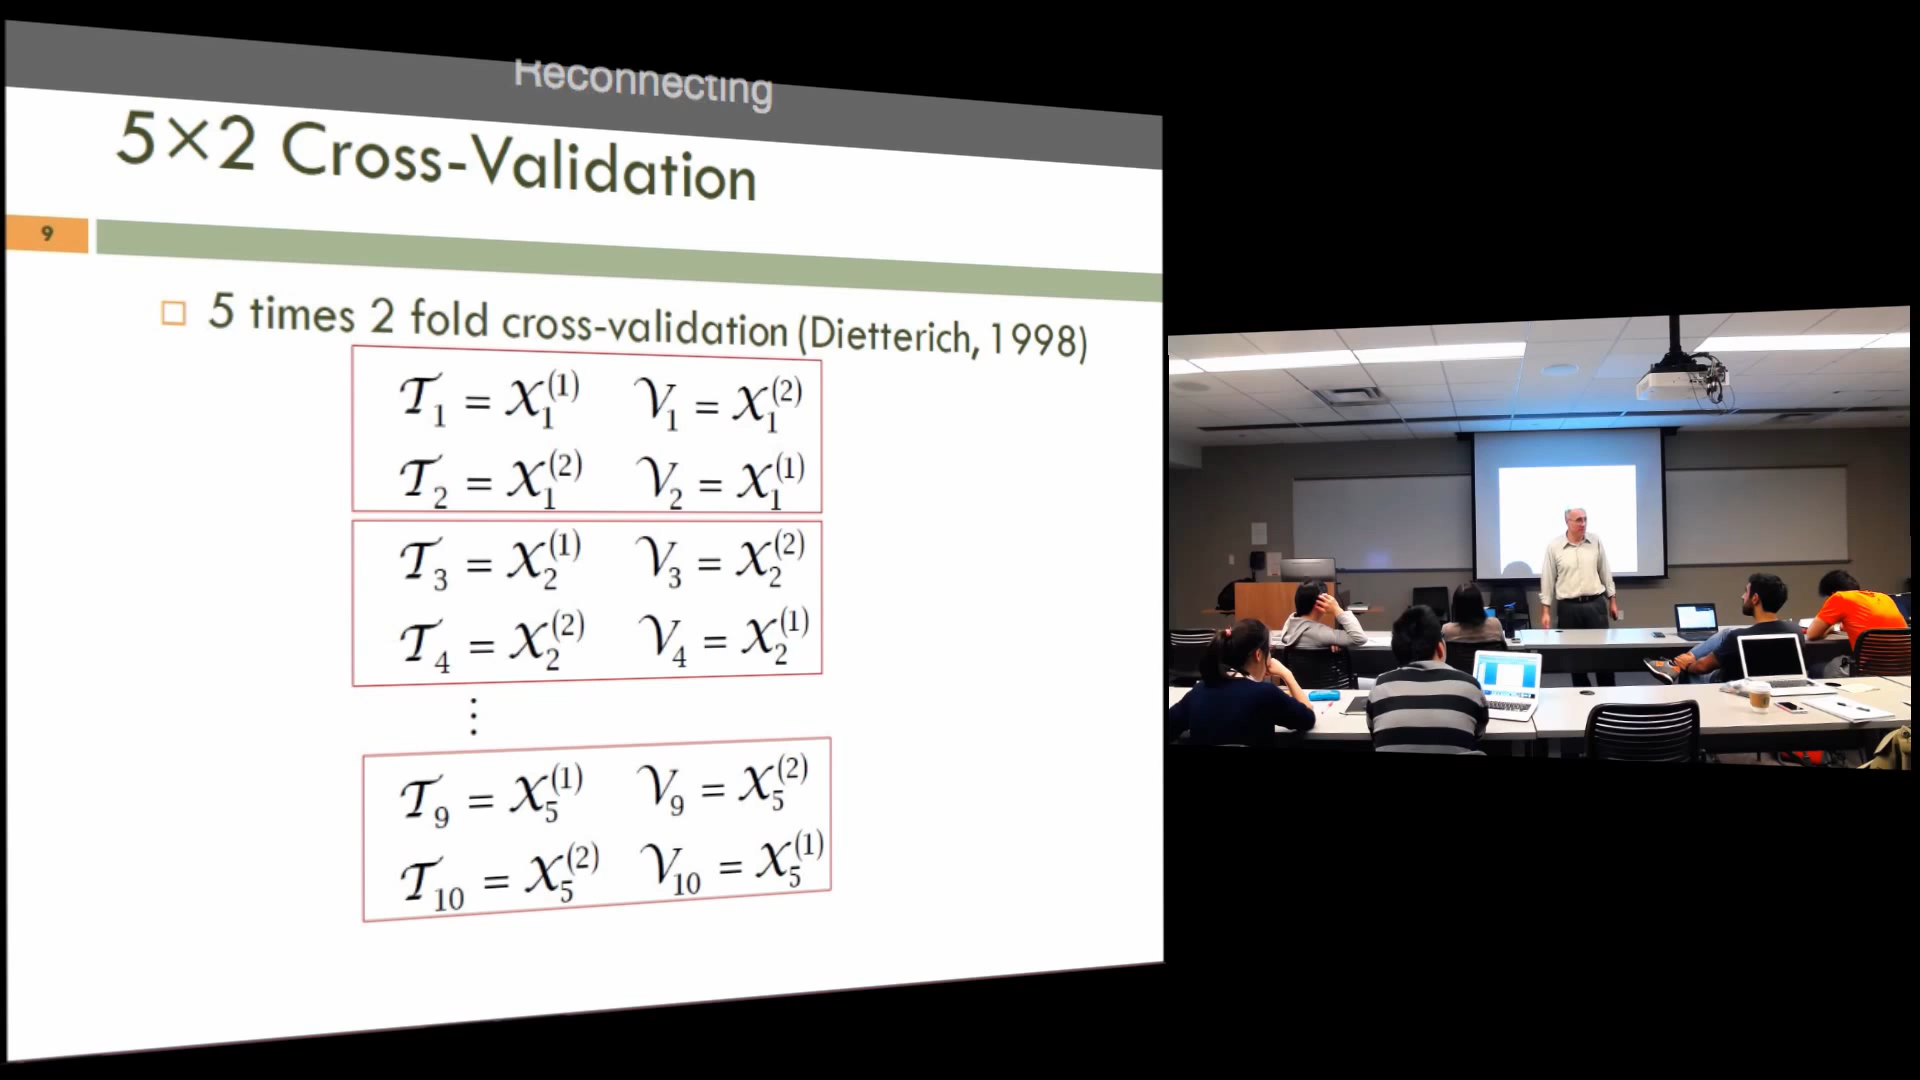 Reconnecting
5×2 Cross-Validation
9
5 times 2 fold cross-validation (Dietterich, 1998)
𝒯₁ = 𝒳₁⁽¹⁾ 𝒱₁ = 𝒳₁⁽²⁾
𝒯₂ = 𝒳₁⁽²⁾ 𝒱₂ = 𝒳₁⁽¹⁾
𝒯₃ = 𝒳₂⁽¹⁾ 𝒱₃ = 𝒳₂⁽²⁾
𝒯₄ = 𝒳₂⁽²⁾ 𝒱₄ = 𝒳₂⁽¹⁾
⋮
𝒯₉ = 𝒳₅⁽¹⁾ 𝒱₉ = 𝒳₅⁽²⁾
𝒯₁₀ = 𝒳₅⁽²⁾ 𝒱₁₀ = 𝒳₅⁽¹⁾